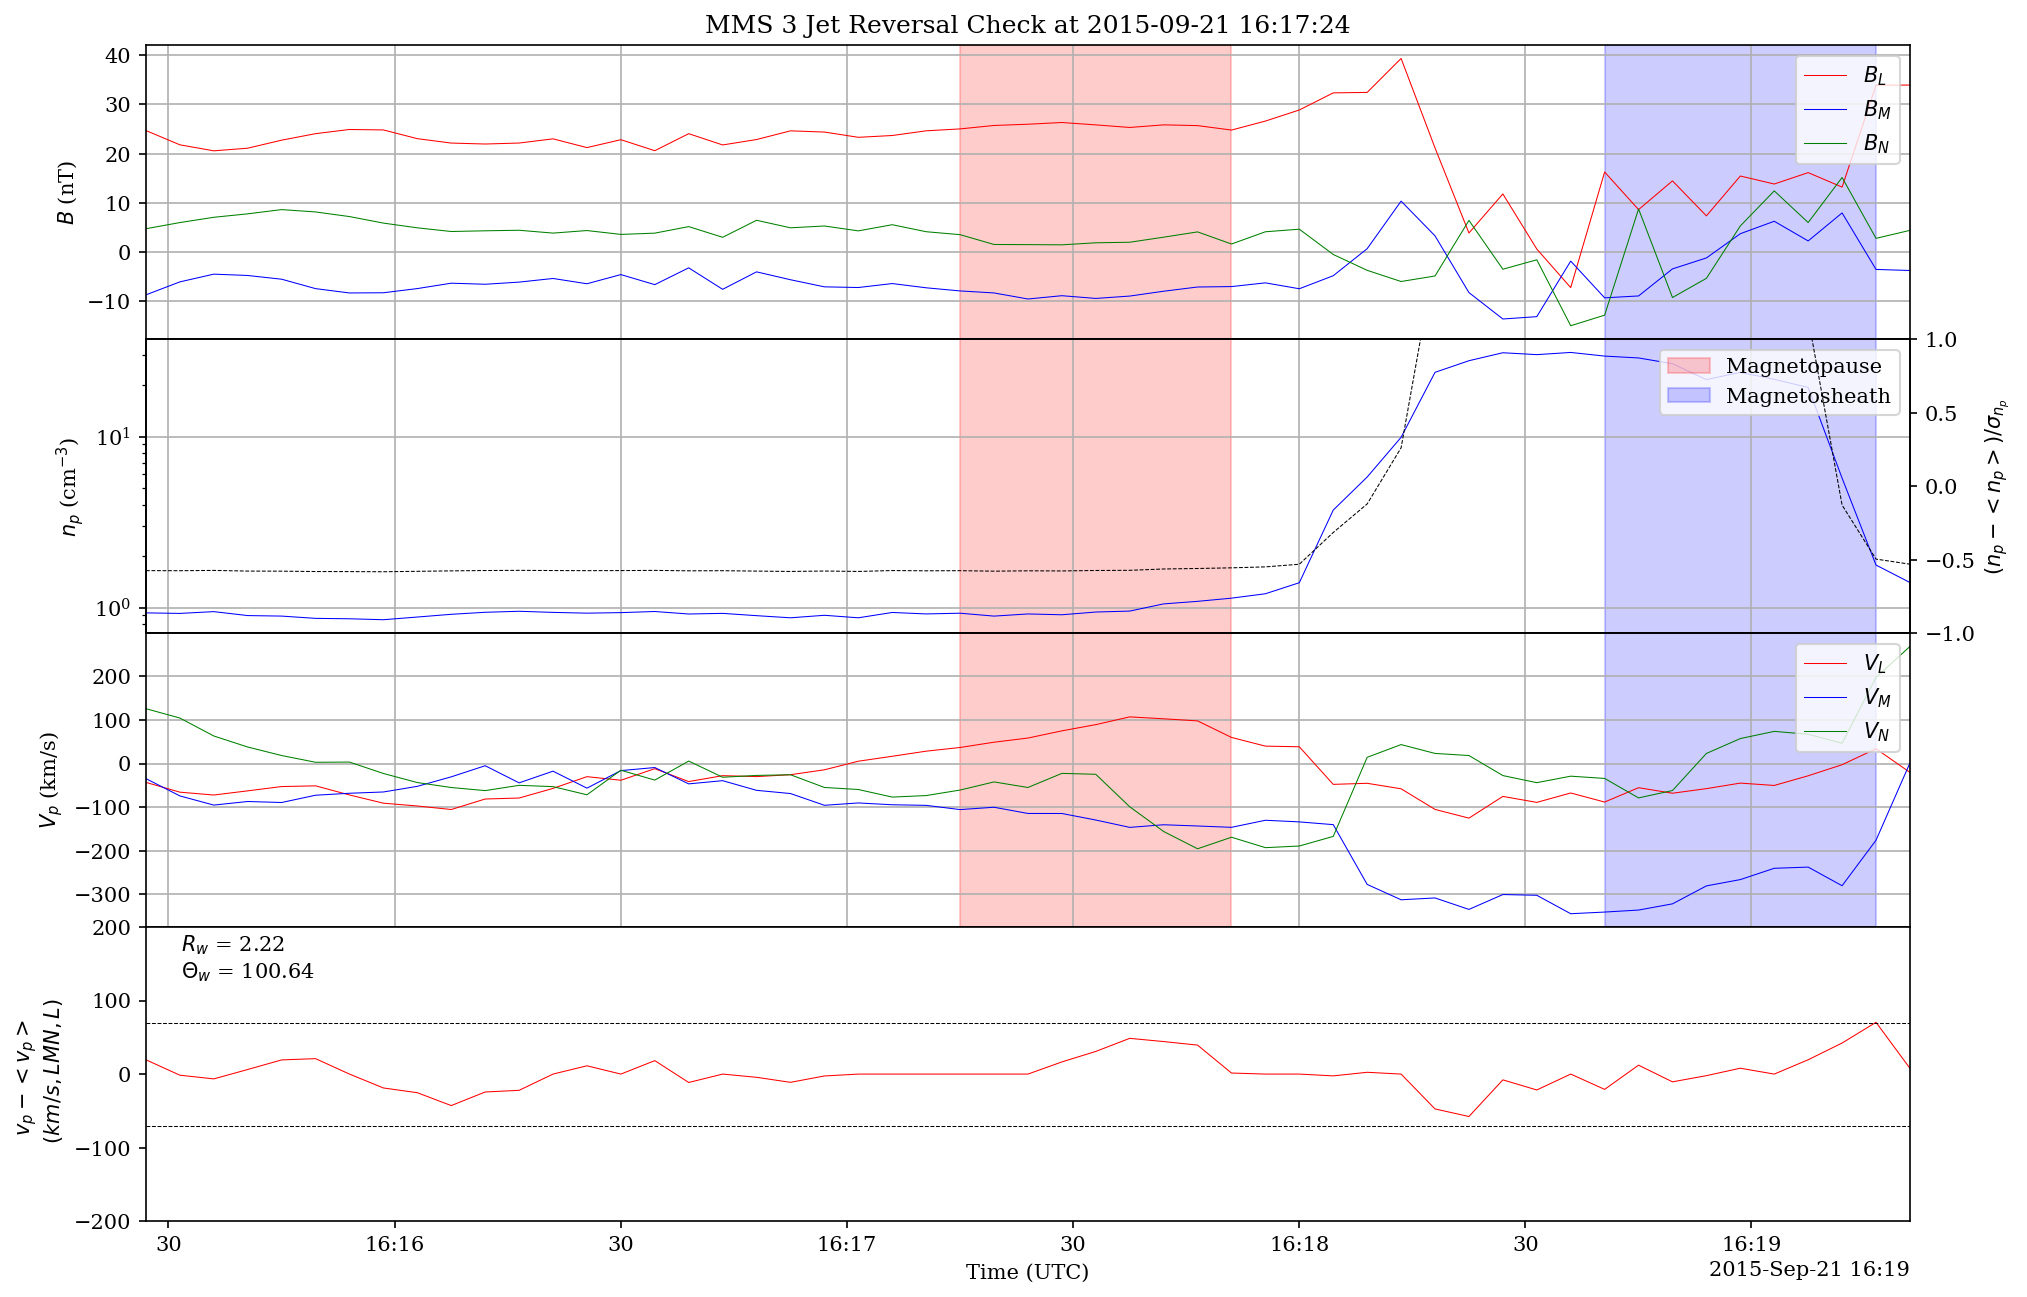 MMS 3 Jet Reversal Check at 2015-09-21 16:17:24
40
30
20
10
0
−10
B (nT)
B_L
B_M
B_N
10^1
10^0
n_p (cm^−3)
1.0
0.5
0.0
−0.5
−1.0
(n_p − < n_p >)/σ_{n_p}
Magnetopause
Magnetosheath
200
100
0
−100
−200
−300
V_p (km/s)
V_L
V_M
V_N
200
100
0
−100
−200
v_p − < v_p >
(km/s, LMN, L)
R_w = 2.22
Θ_w = 100.64
30
16:16
30
16:17
30
16:18
30
16:19
Time (UTC)
2015-Sep-21 16:19